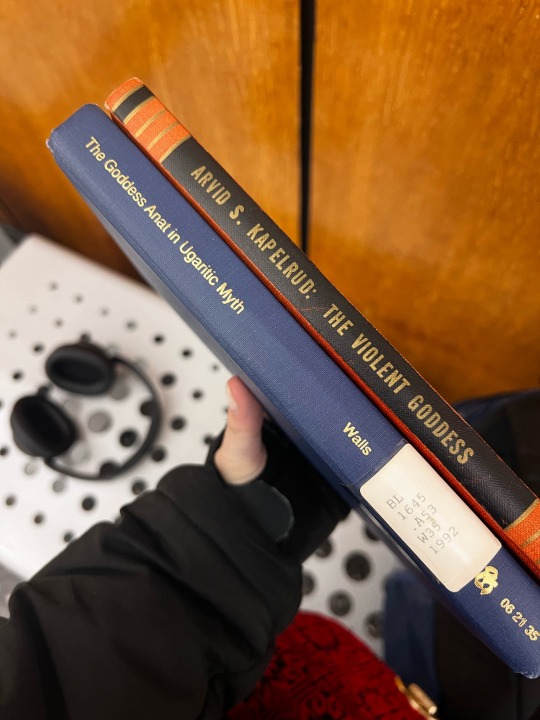 ARVID S. KAPELRUD: THE VIOLENT GODDESS
The Goddess Anat in Ugaritic Myth
Walls
BL
1645
.A53
W35
1992
06 21 35